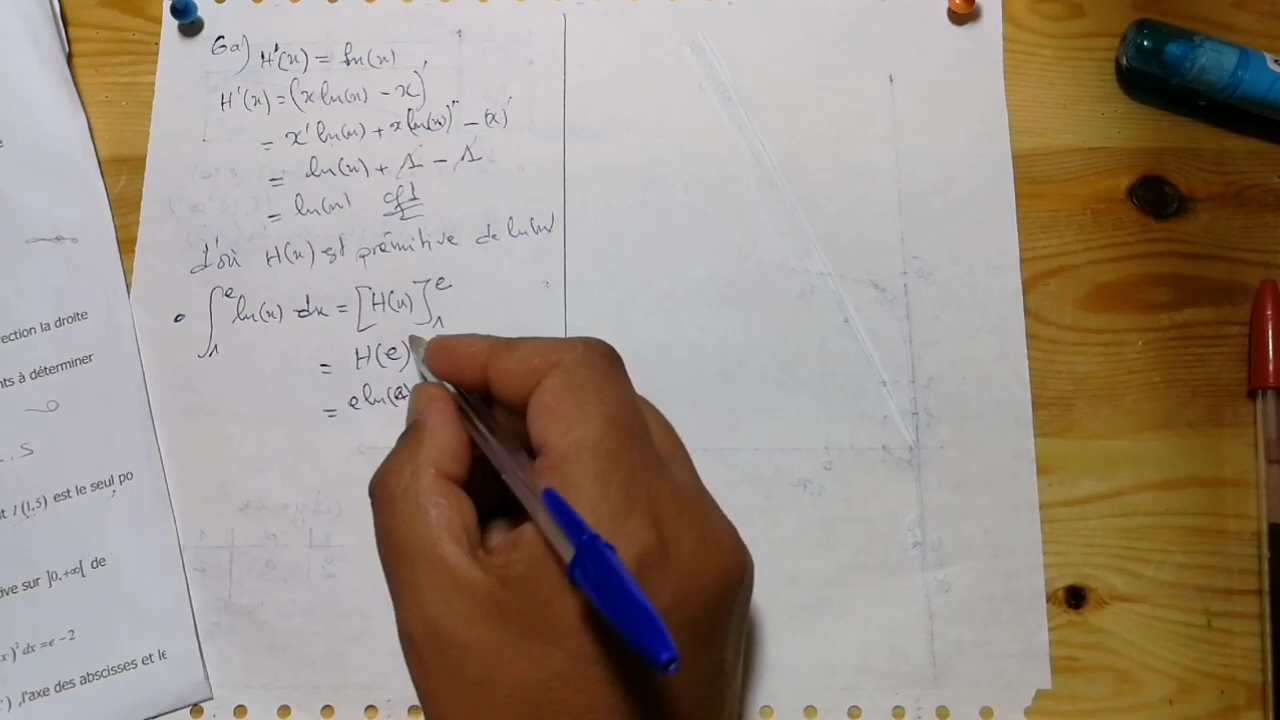 6a) H'(x) = ln(x)
H'(x) = (x ln(x) - x)'
= x' ln(x) + x ln(x)' - (x)'
= ln(x) + 1 - 1
= ln(x) cqfd
d'où H(x) est prémitive de ln(x)
• ∫₁ᵉ ln(x) dx = [H(x)]₁ᵉ
= H(e)
= e ln(e)
ection la droite
nts à déterminer
t I (1,5) est le seul po
ive sur ]0,+∞[ de
x)² dx = e - 2
) ,l'axe des abscisses et le